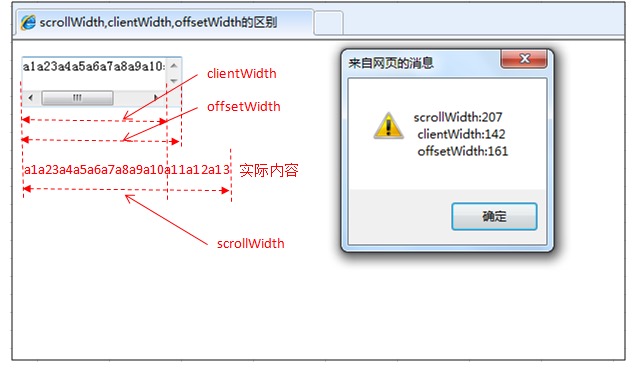 scrollWidth,clientWidth,offsetWidth的区别
a1a23a4a5a6a7a8a9a10
clientWidth
offsetWidth
a1a23a4a5a6a7a8a9a10a11a12a13 实际内容
scrollWidth
来自网页的消息
scrollWidth:207
clientWidth:142
offsetWidth:161
确定